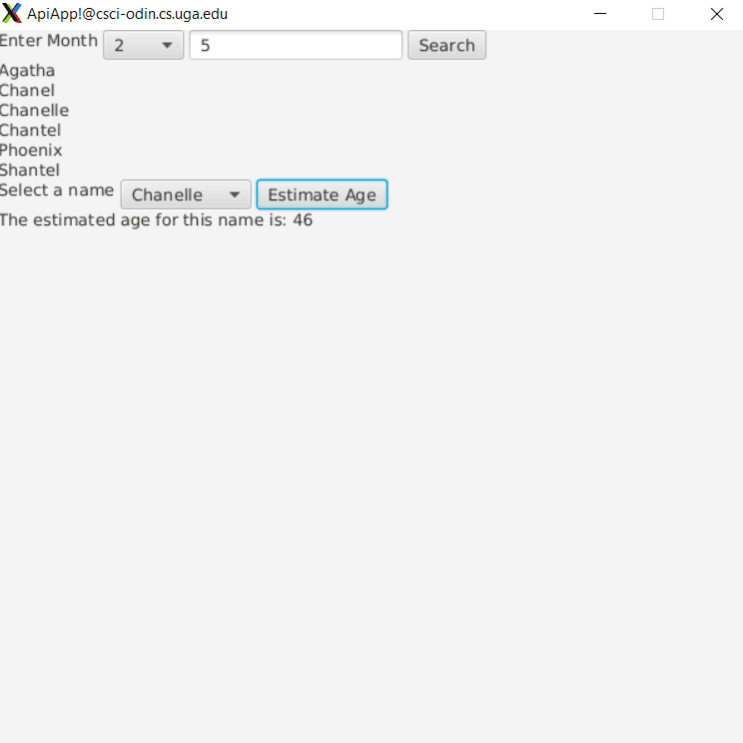 ApiApp!@csci-odin.cs.uga.edu
Enter Month 2 5 Search
Agatha
Chanel
Chanelle
Chantel
Phoenix
Shantel
Select a name Chanelle Estimate Age
The estimated age for this name is: 46